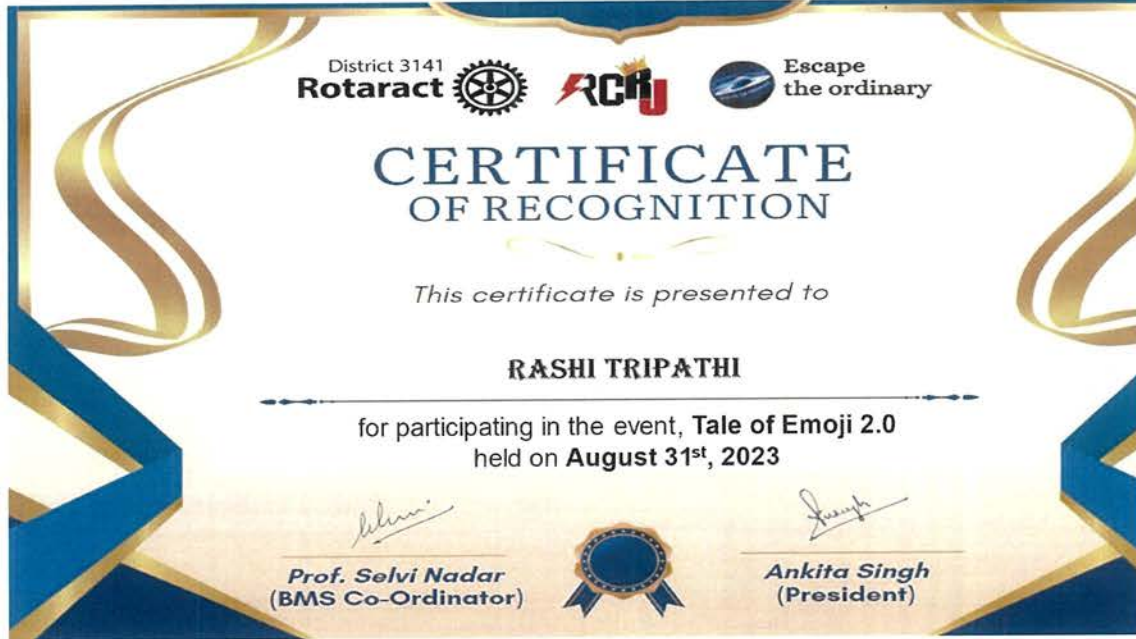 District 3141
Rotaract
RCRJ
Escape
the ordinary
CERTIFICATE
OF RECOGNITION
This certificate is presented to
RASHI TRIPATHI
for participating in the event, Tale of Emoji 2.0
held on August 31st, 2023
Prof. Selvi Nadar
(BMS Co-Ordinator)
Ankita Singh
(President)